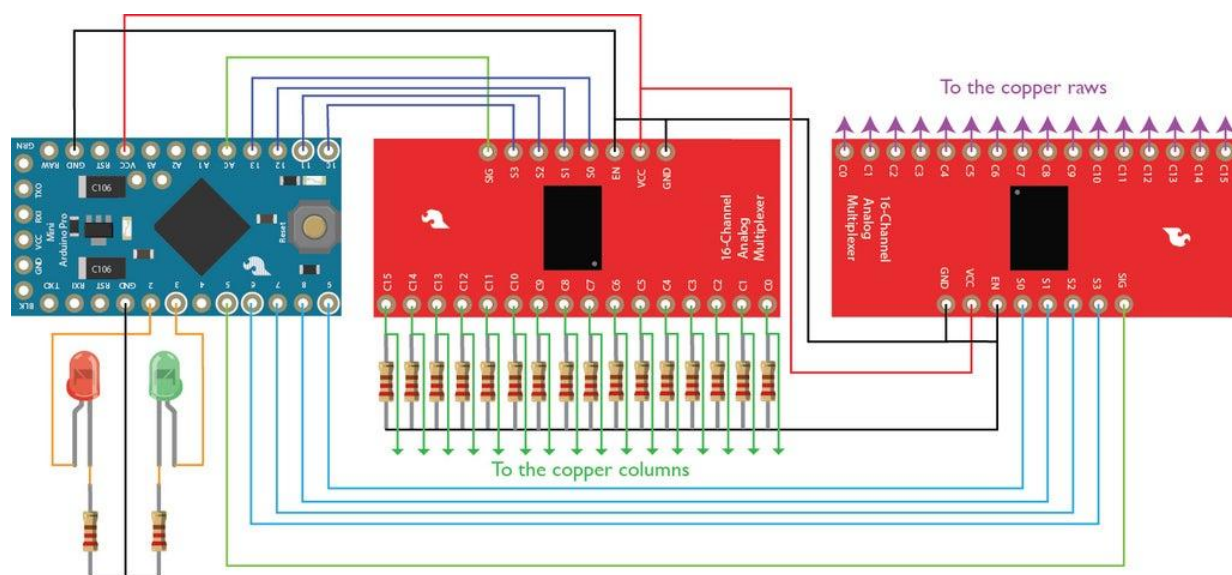 To the copper raws
GRN
RAW
GND
RST
VCC
A3
A2
A1
A0
13
12
11
10
TXO
RXI
VCC
GND
BLK
C106
C106
Mini
Arduino Pro
Reset
TXO
RXI
RST
GND
2
3
4
5
6
7
8
9
SIG
S3
S2
S1
S0
EN
VCC
GND
16-Channel
Analog
Multiplexer
C15
C14
C13
C12
C11
C10
C9
C8
C7
C6
C5
C4
C3
C2
C1
C0
C0
C1
C2
C3
C4
C5
C6
C7
C8
C9
C10
C11
C12
C13
C14
C15
16-Channel
Analog
Multiplexer
GND
VCC
EN
S0
S1
S2
S3
SIG
To the copper columns